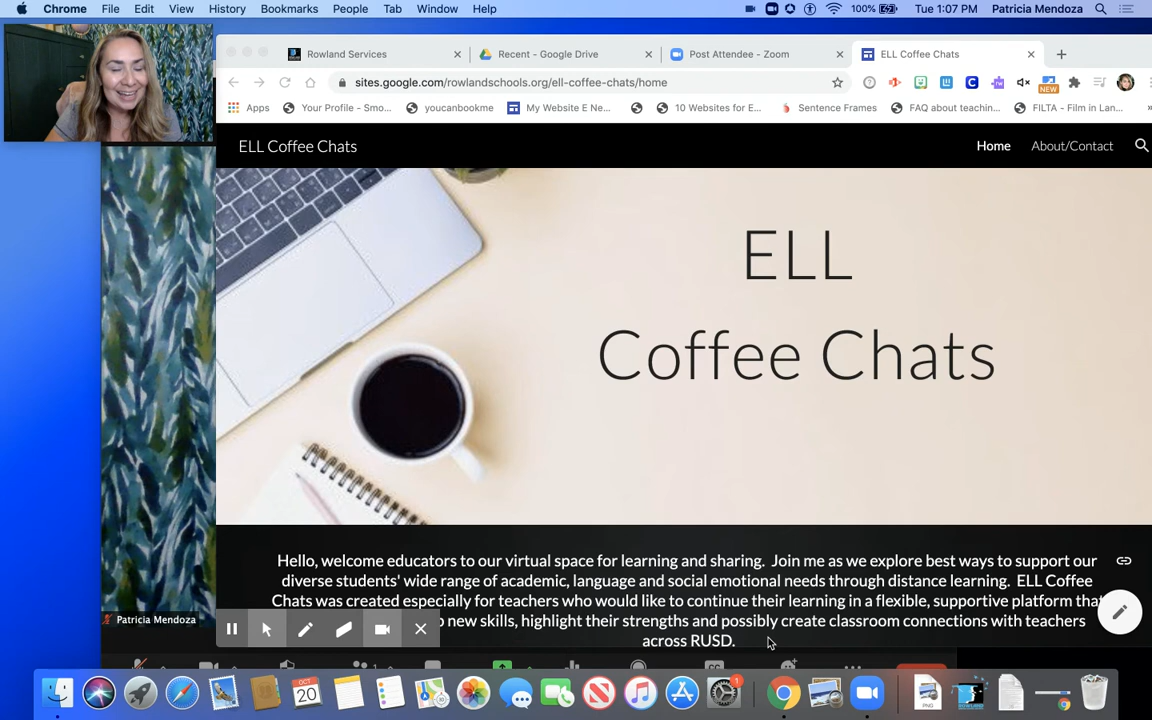 Chrome File Edit View History Bookmarks People Tab Window Help 100% Tue 1:07 PM Patricia Mendoza
Rowland Services Recent - Google Drive Post Attendee - Zoom ELL Coffee Chats
sites.google.com/rowlandschools.org/ell-coffee-chats/home
NEW
Apps Your Profile - Smo... youcanbookme My Website E Ne... 10 Websites for E... Sentence Frames FAQ about teachin... FILTA - Film in Lan... »
ELL Coffee Chats Home About/Contact
ELL
Coffee Chats
Hello, welcome educators to our virtual space for learning and sharing. Join me as we explore best ways to support our
diverse students' wide range of academic, language and social emotional needs through distance learning. ELL Coffee
Chats was created especially for teachers who would like to continue their learning in a flexible, supportive platform that
new skills, highlight their strengths and possibly create classroom connections with teachers
across RUSD.
Patricia Mendoza
OCT
20
1
PNG